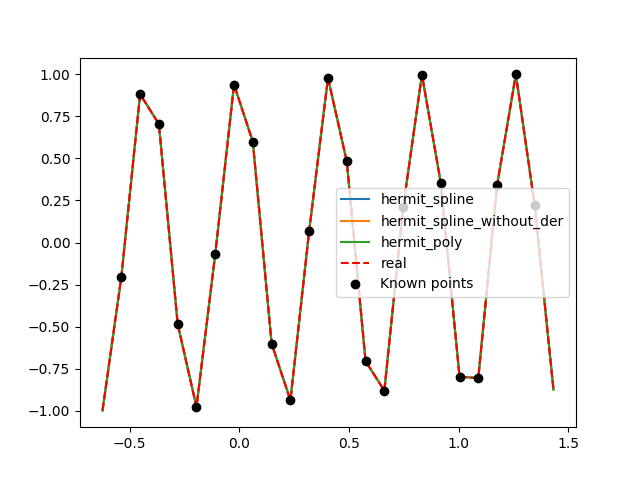 1.00
0.75
0.50
0.25
0.00
−0.25
−0.50
−0.75
−1.00
hermit_spline
hermit_spline_without_der
hermit_poly
real
Known points
−0.5 0.0 0.5 1.0 1.5